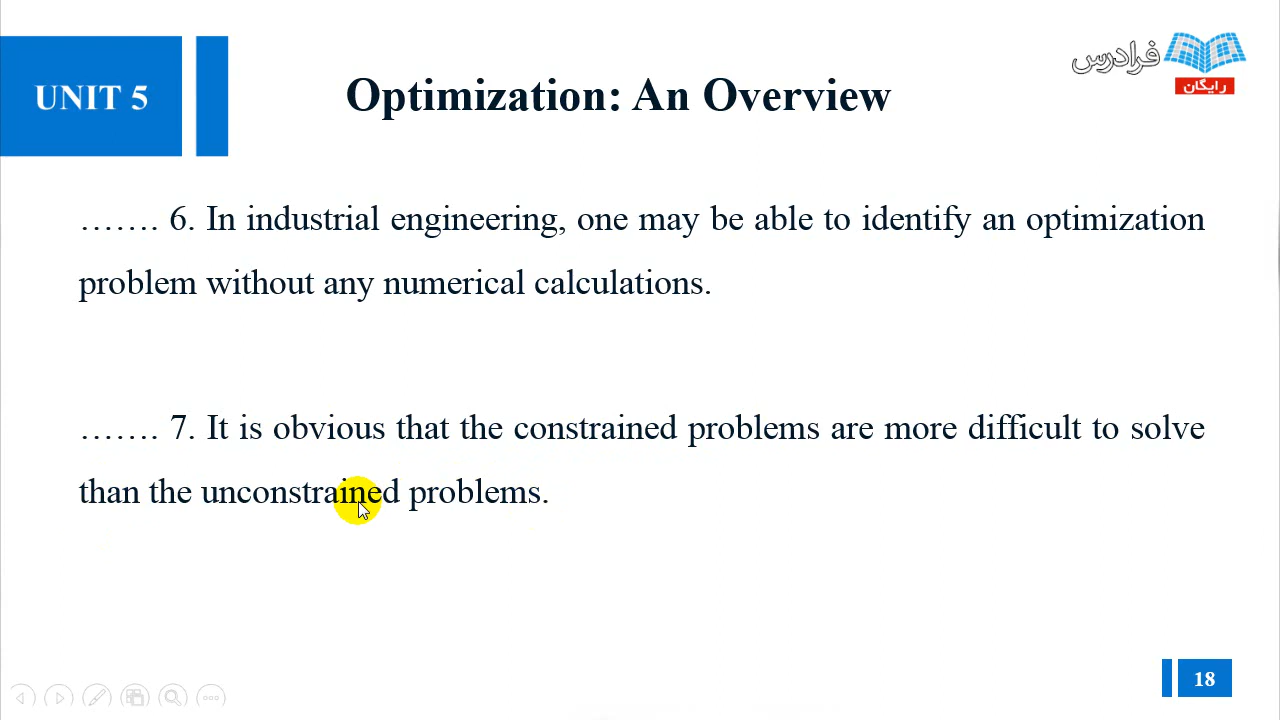 UNIT 5
Optimization: An Overview
فرادرس
رایگان
....... 6. In industrial engineering, one may be able to identify an optimization
problem without any numerical calculations.
....... 7. It is obvious that the constrained problems are more difficult to solve
than the unconstrained problems.
18